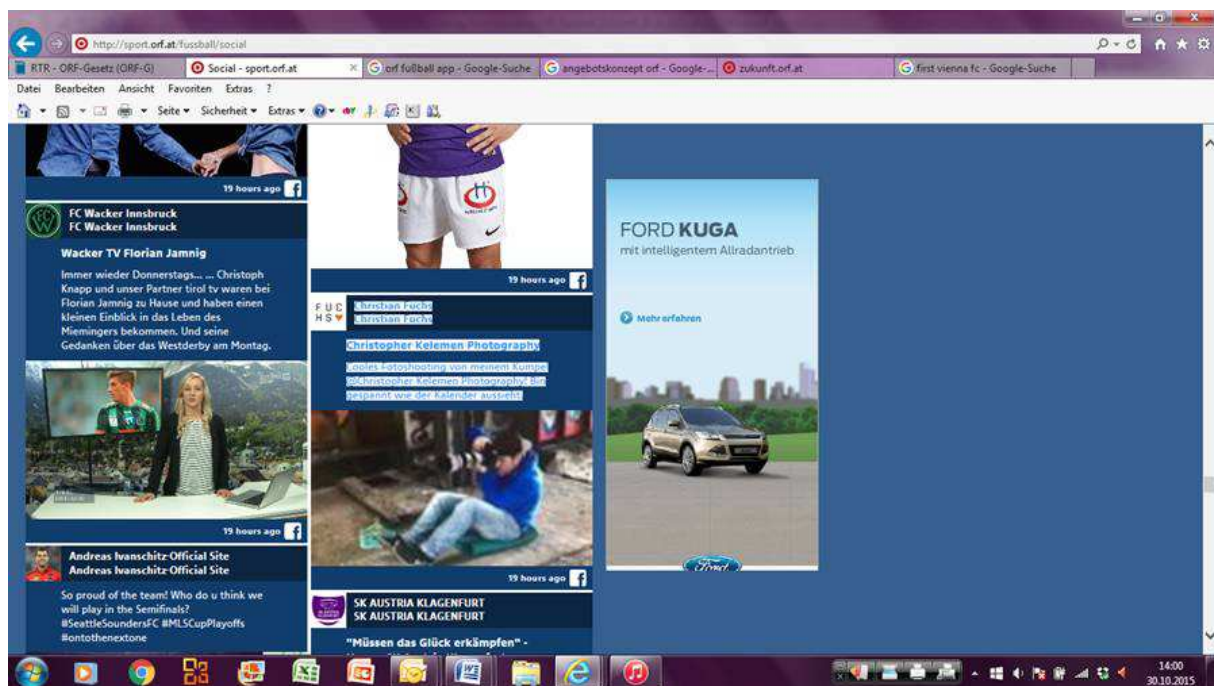 http://sport.orf.at/fussball/social
RTR - ORF-Gesetz (ORF-G)
Social - sport.orf.at
orf fußball app - Google-Suche
angebotskonzept orf - Google-...
zukunft.orf.at
first vienna fc - Google-Suche
Datei Bearbeiten Ansicht Favoriten Extras ?
Seite Sicherheit Extras
19 hours ago
FC Wacker Innsbruck
FC Wacker Innsbruck
Wacker TV Florian Jamnig
Immer wieder Donnerstags... ... Christoph
Knapp und unser Partner tirol tv waren bei
Florian Jamnig zu Hause und haben einen
kleinen Einblick in das Leben des
Miemingers bekommen. Und seine
Gedanken über das Westderby am Montag.
19 hours ago
Andreas Ivanschitz-Official Site
Andreas Ivanschitz-Official Site
So proud of the team! Who do u think we
will play in the Semifinals?
#SeattleSoundersFC #MLSCupPlayoffs
#ontothenextone
19 hours ago
FUC
HS
Christian Fuchs
Christian Fuchs
Christopher Kelemen Photography
Cooles Fotoshooting von meinem Kumpel
@Christopher Kelemen Photography! Bin
gespannt wie der Kalender aussieht!
19 hours ago
SK AUSTRIA KLAGENFURT
SK AUSTRIA KLAGENFURT
"Müssen das Glück erkämpfen" -
FORD KUGA
mit intelligentem Allradantrieb
Mehr erfahren
Ford
14:00
30.10.2015